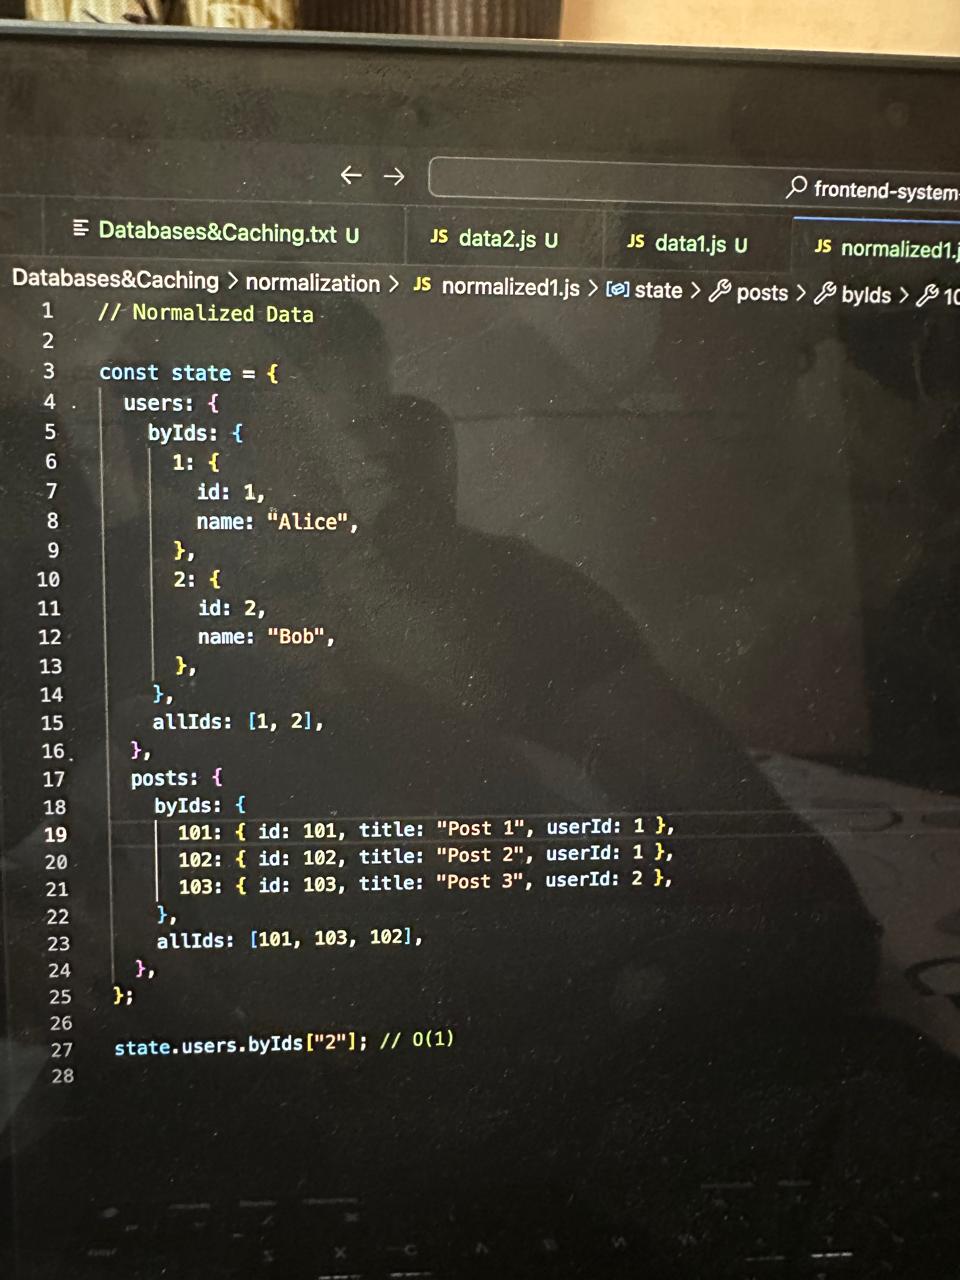 frontend-system-
Databases&Caching.txt U JS data2.js U JS data1.js U JS normalized1.j
Databases&Caching > normalization > JS normalized1.js > state > posts > byIds > 10
1 // Normalized Data
2
3 const state = {
4 users: {
5 byIds: {
6 1: {
7 id: 1,
8 name: "Alice",
9 },
10 2: {
11 id: 2,
12 name: "Bob",
13 },
14 },
15 allIds: [1, 2],
16 },
17 posts: {
18 byIds: {
19 101: { id: 101, title: "Post 1", userId: 1 },
20 102: { id: 102, title: "Post 2", userId: 1 },
21 103: { id: 103, title: "Post 3", userId: 2 },
22 },
23 allIds: [101, 103, 102],
24 },
25 };
26
27 state.users.byIds["2"]; // O(1)
28